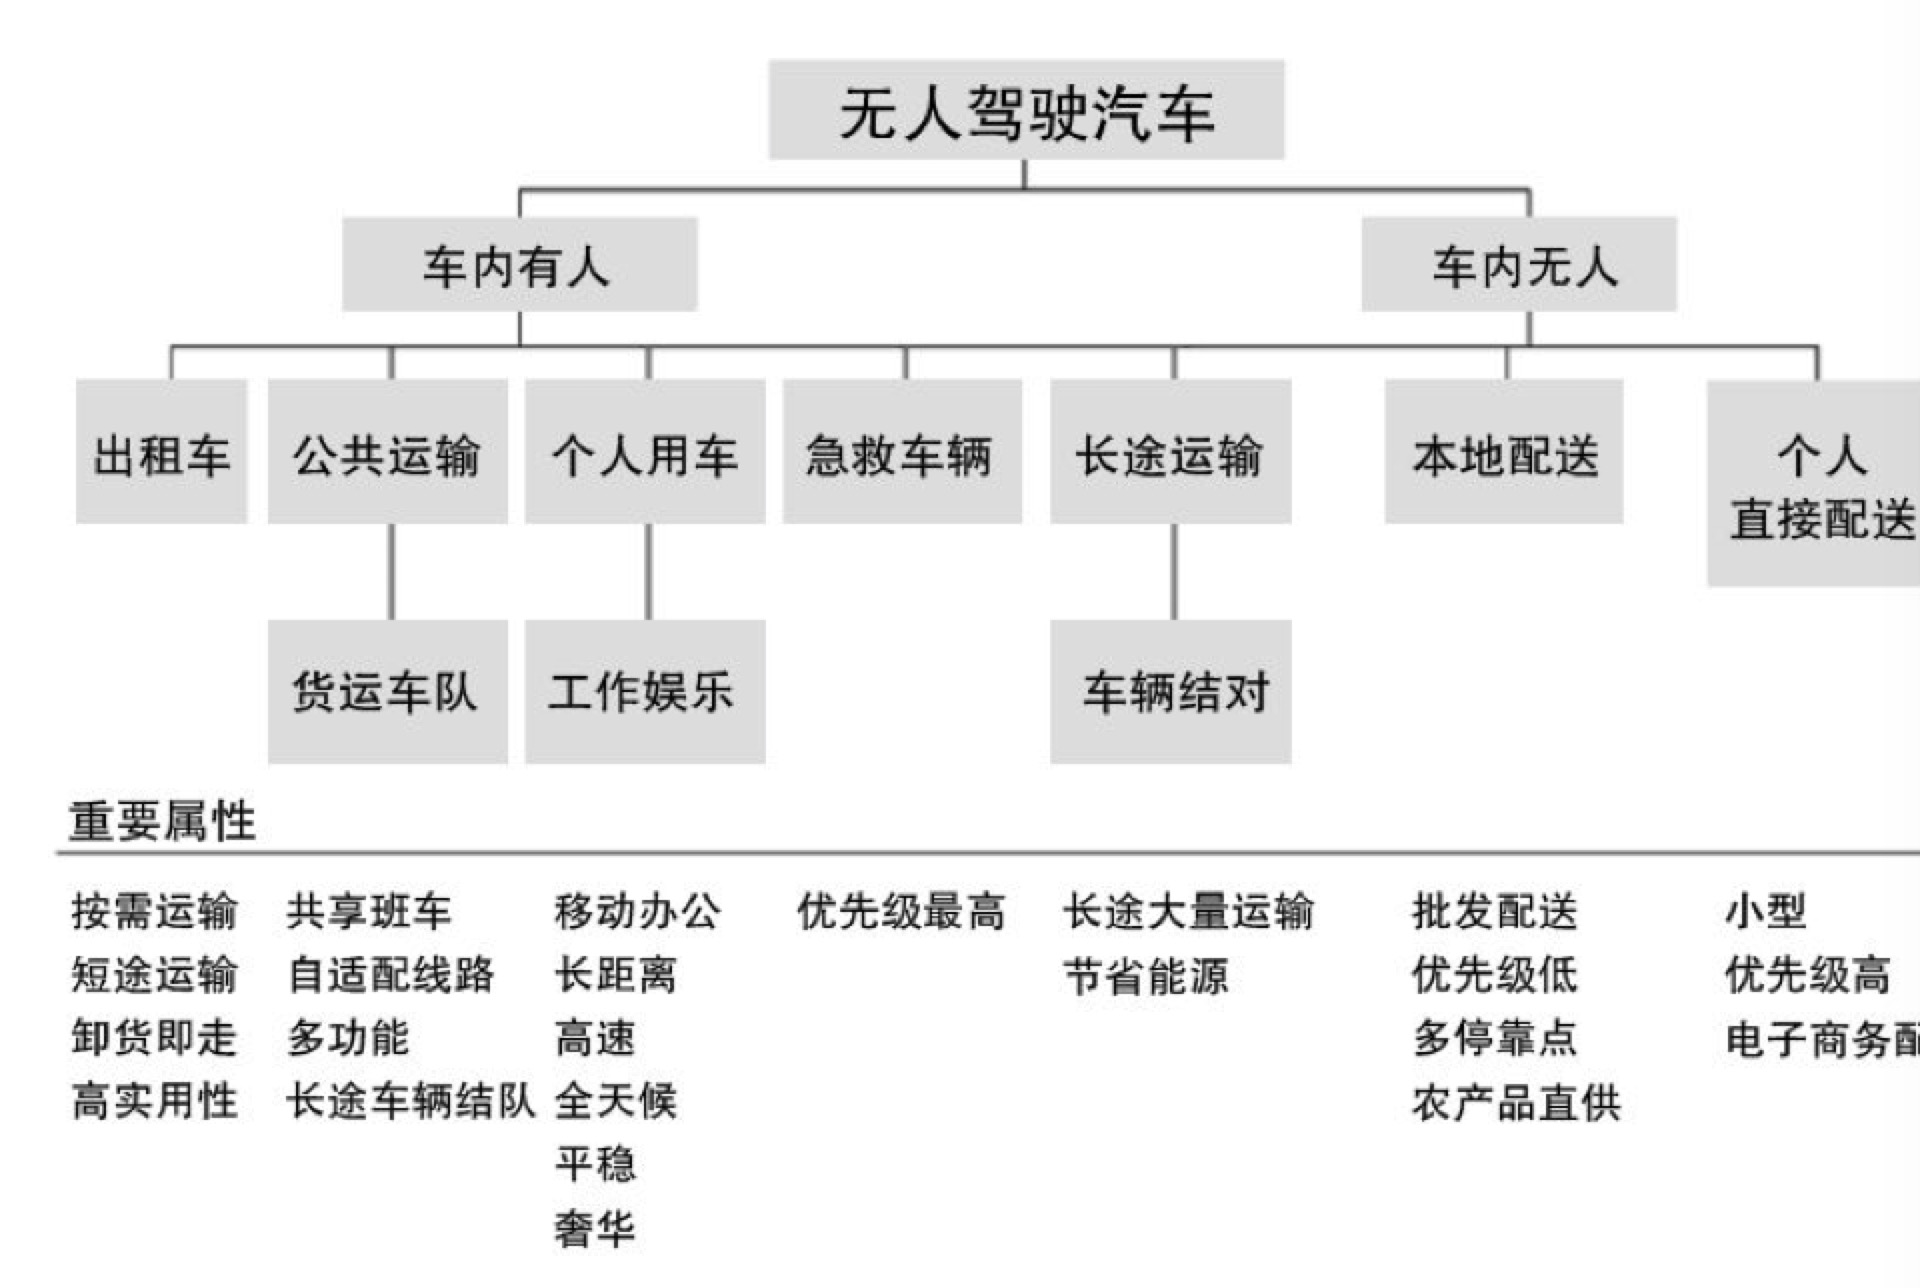 无人驾驶汽车
车内有人
车内无人
出租车
公共运输
个人用车
急救车辆
长途运输
本地配送
个人
直接配送
货运车队
工作娱乐
车辆结对
重要属性
按需运输
短途运输
卸货即走
高实用性
共享班车
自适配线路
多功能
长途车辆结队
移动办公
长距离
高速
全天候
平稳
奢华
优先级最高
长途大量运输
节省能源
批发配送
优先级低
多停靠点
农产品直供
小型
优先级高
电子商务配